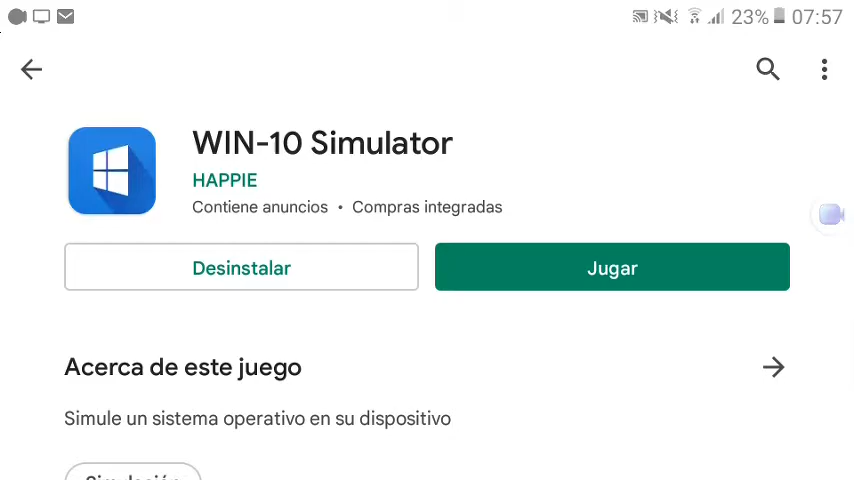 23% 07:57
WIN-10 Simulator
HAPPIE
Contiene anuncios • Compras integradas
Desinstalar
Jugar
Acerca de este juego
Simule un sistema operativo en su dispositivo
Simulación